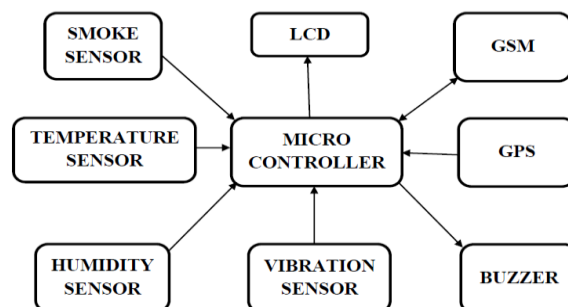 SMOKE
SENSOR
LCD
GSM
TEMPERATURE
SENSOR
MICRO
CONTROLLER
GPS
HUMIDITY
SENSOR
VIBRATION
SENSOR
BUZZER